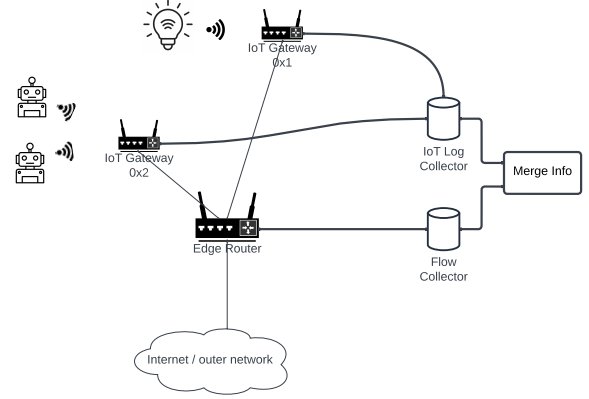 IoT Gateway
0x1
IoT Gateway
0x2
IoT Log
Collector
Merge Info
Edge Router
Flow
Collector
Internet / outer network